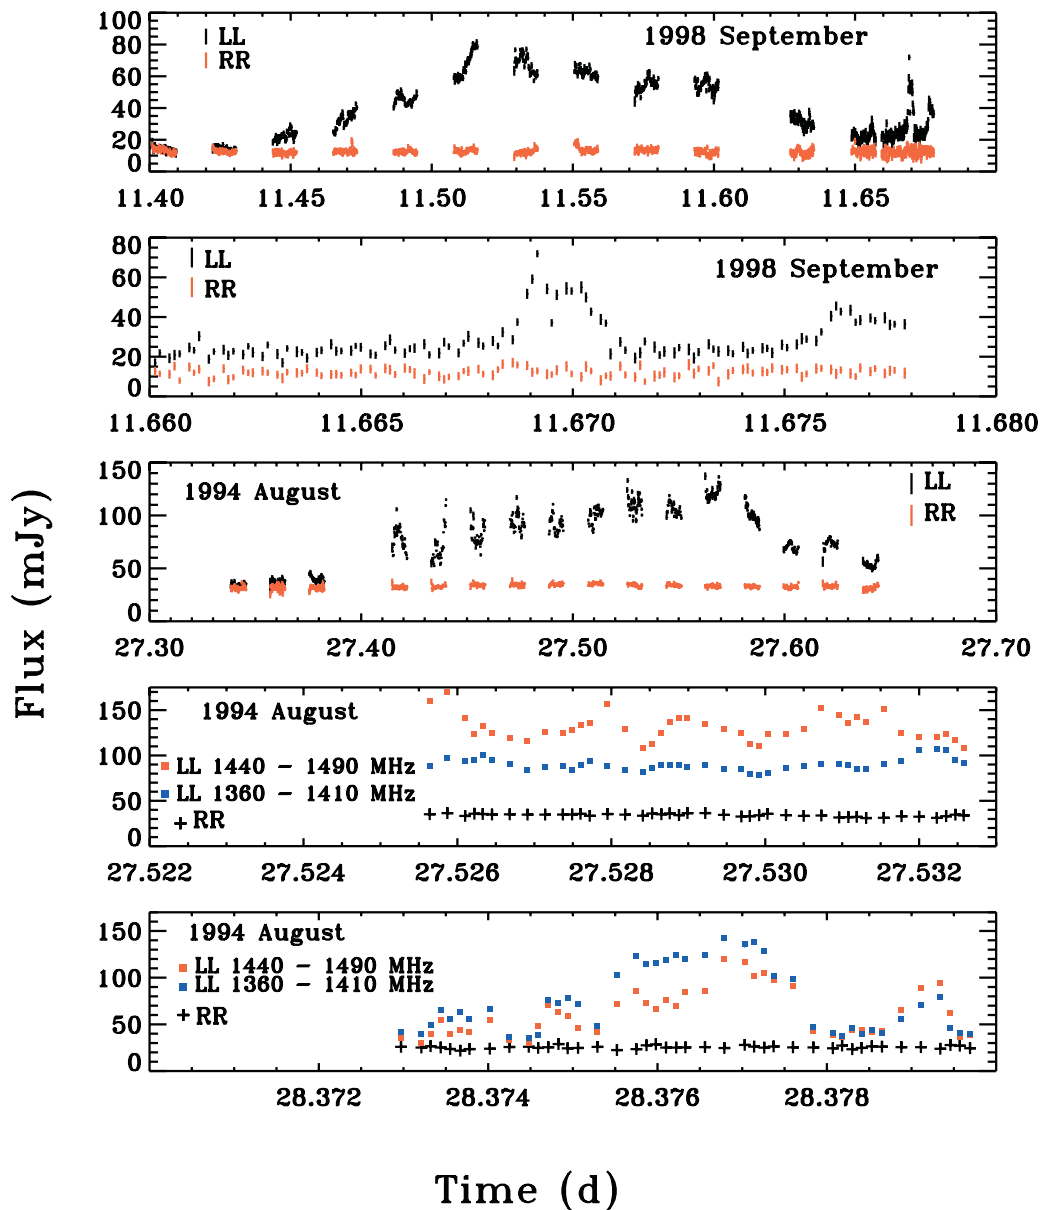 100
80
60
40
20
0
LL
RR
1998 September
11.40 11.45 11.50 11.55 11.60 11.65
80
60
40
20
0
LL
RR
1998 September
11.660 11.665 11.670 11.675 11.680
150
100
50
0
1994 August
LL
RR
27.30 27.40 27.50 27.60 27.70
150
100
50
0
1994 August
LL 1440 - 1490 MHz
LL 1360 - 1410 MHz
RR
27.522 27.524 27.526 27.528 27.530 27.532
150
100
50
0
1994 August
LL 1440 - 1490 MHz
LL 1360 - 1410 MHz
RR
28.372 28.374 28.376 28.378
Flux (mJy)
Time (d)